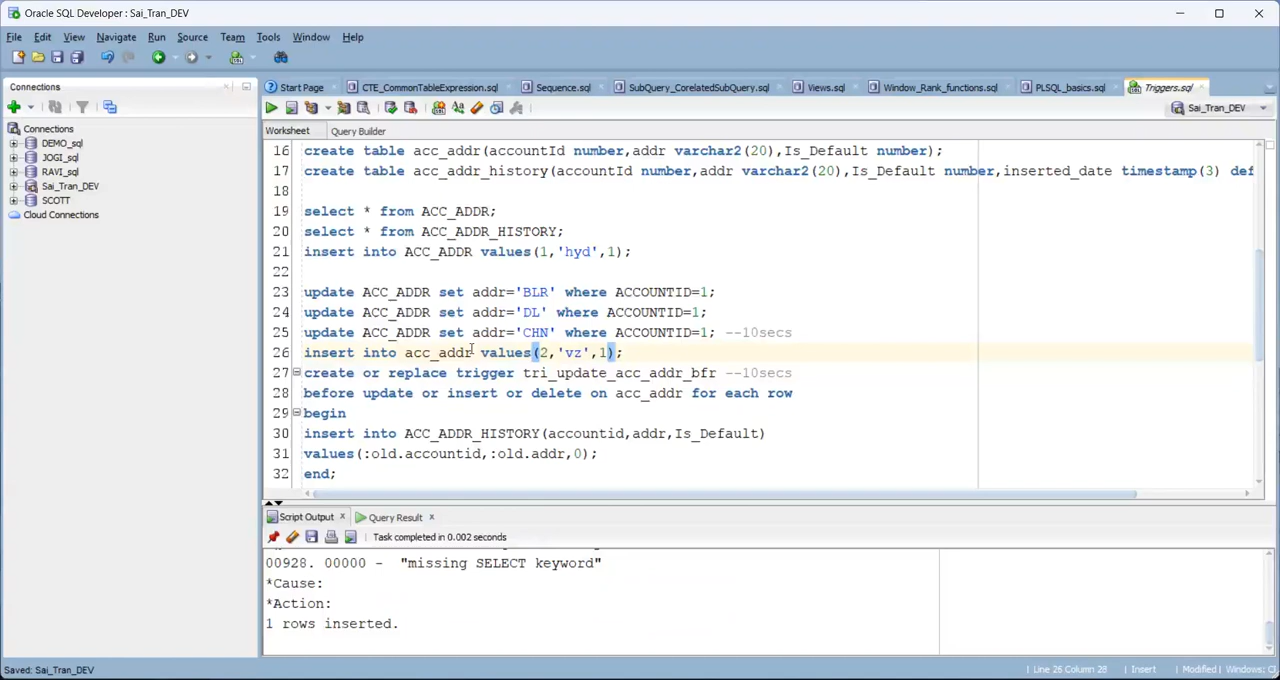 Oracle SQL Developer : Sai_Tran_DEV
File Edit View Navigate Run Source Team Tools Window Help
Connections
Start Page CTE_CommonTableExpression.sql Sequence.sql SubQuery_CorelatedSubQuery.sql Views.sql Window_Rank_functions.sql PLSQL_basics.sql Triggers.sql
Sai_Tran_DEV
Connections
DEMO_sql
JOGI_sql
RAVI_sql
Sai_Tran_DEV
SCOTT
Cloud Connections
Worksheet Query Builder
16 create table acc_addr(accountId number,addr varchar2(20),Is_Default number);
17 create table acc_addr_history(accountId number,addr varchar2(20),Is_Default number,inserted_date timestamp(3) def
18
19 select * from ACC_ADDR;
20 select * from ACC_ADDR_HISTORY;
21 insert into ACC_ADDR values(1,'hyd',1);
22
23 update ACC_ADDR set addr='BLR' where ACCOUNTID=1;
24 update ACC_ADDR set addr='DL' where ACCOUNTID=1;
25 update ACC_ADDR set addr='CHN' where ACCOUNTID=1; --10secs
26 insert into acc_addr values(2,'vz',1);
27 create or replace trigger tri_update_acc_addr_bfr --10secs
28 before update or insert or delete on acc_addr for each row
29 begin
30 insert into ACC_ADDR_HISTORY(accountid,addr,Is_Default)
31 values(:old.accountid,:old.addr,0);
32 end;
Script Output Query Result
Task completed in 0.002 seconds
00928. 00000 - "missing SELECT keyword"
*Cause:
*Action:
1 rows inserted.
Saved: Sai_Tran_DEV
Line 26 Column 28 Insert Modified Windows: C